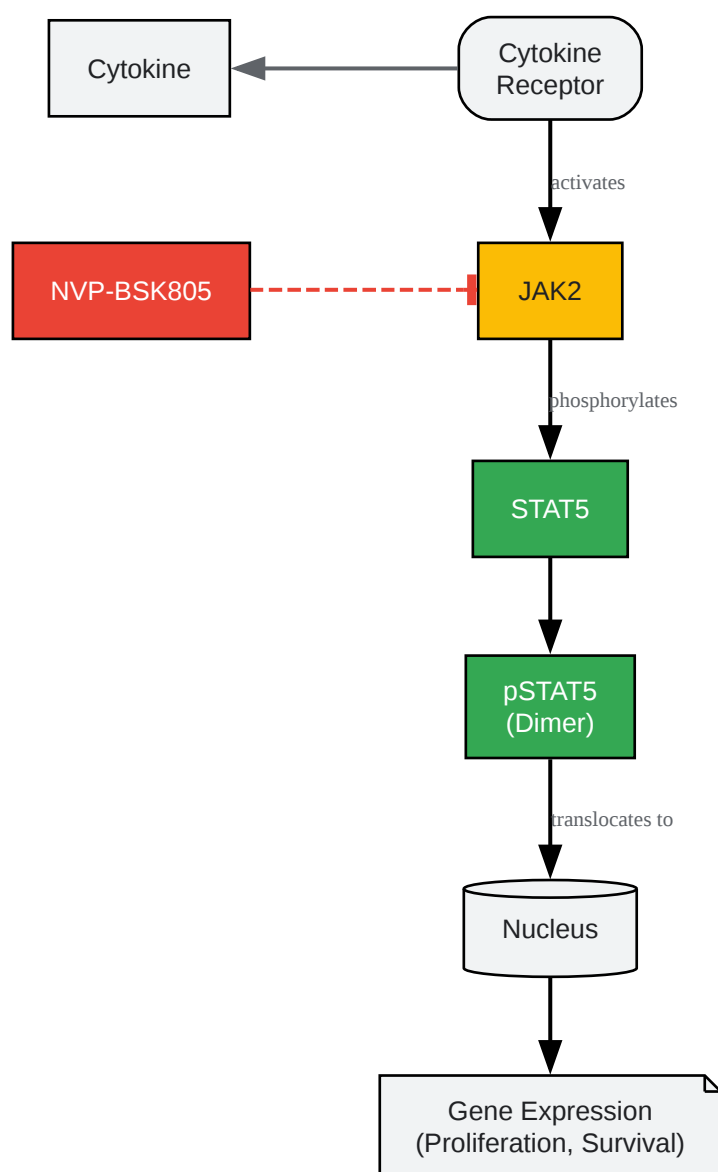 Cytokine
Cytokine
Receptor
activates
NVP-BSK805
JAK2
phosphorylates
STAT5
pSTAT5
(Dimer)
translocates to
Nucleus
Gene Expression
(Proliferation, Survival)